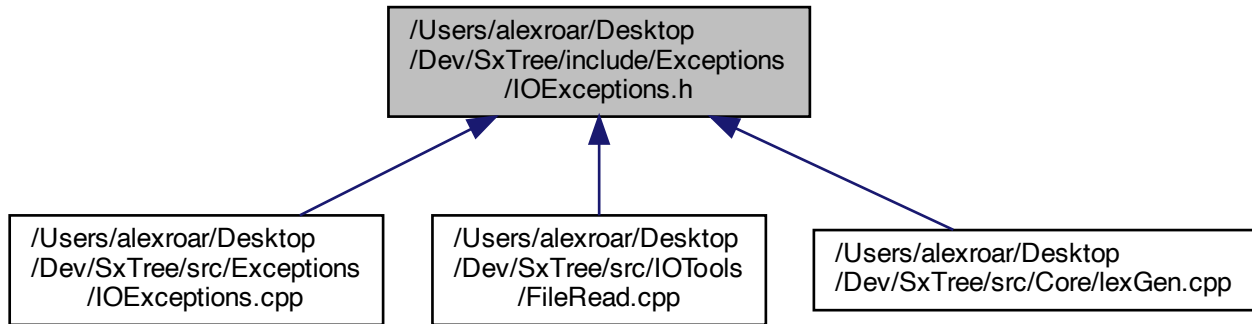 /Users/alexroar/Desktop
/Dev/SxTree/include/Exceptions
/IOExceptions.h
/Users/alexroar/Desktop
/Dev/SxTree/src/Exceptions
/IOExceptions.cpp
/Users/alexroar/Desktop
/Dev/SxTree/src/IOTools
/FileRead.cpp
/Users/alexroar/Desktop
/Dev/SxTree/src/Core/lexGen.cpp